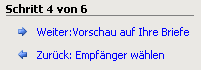 Schritt 4 von 6
Weiter:Vorschau auf Ihre Briefe
Zurück: Empfänger wählen